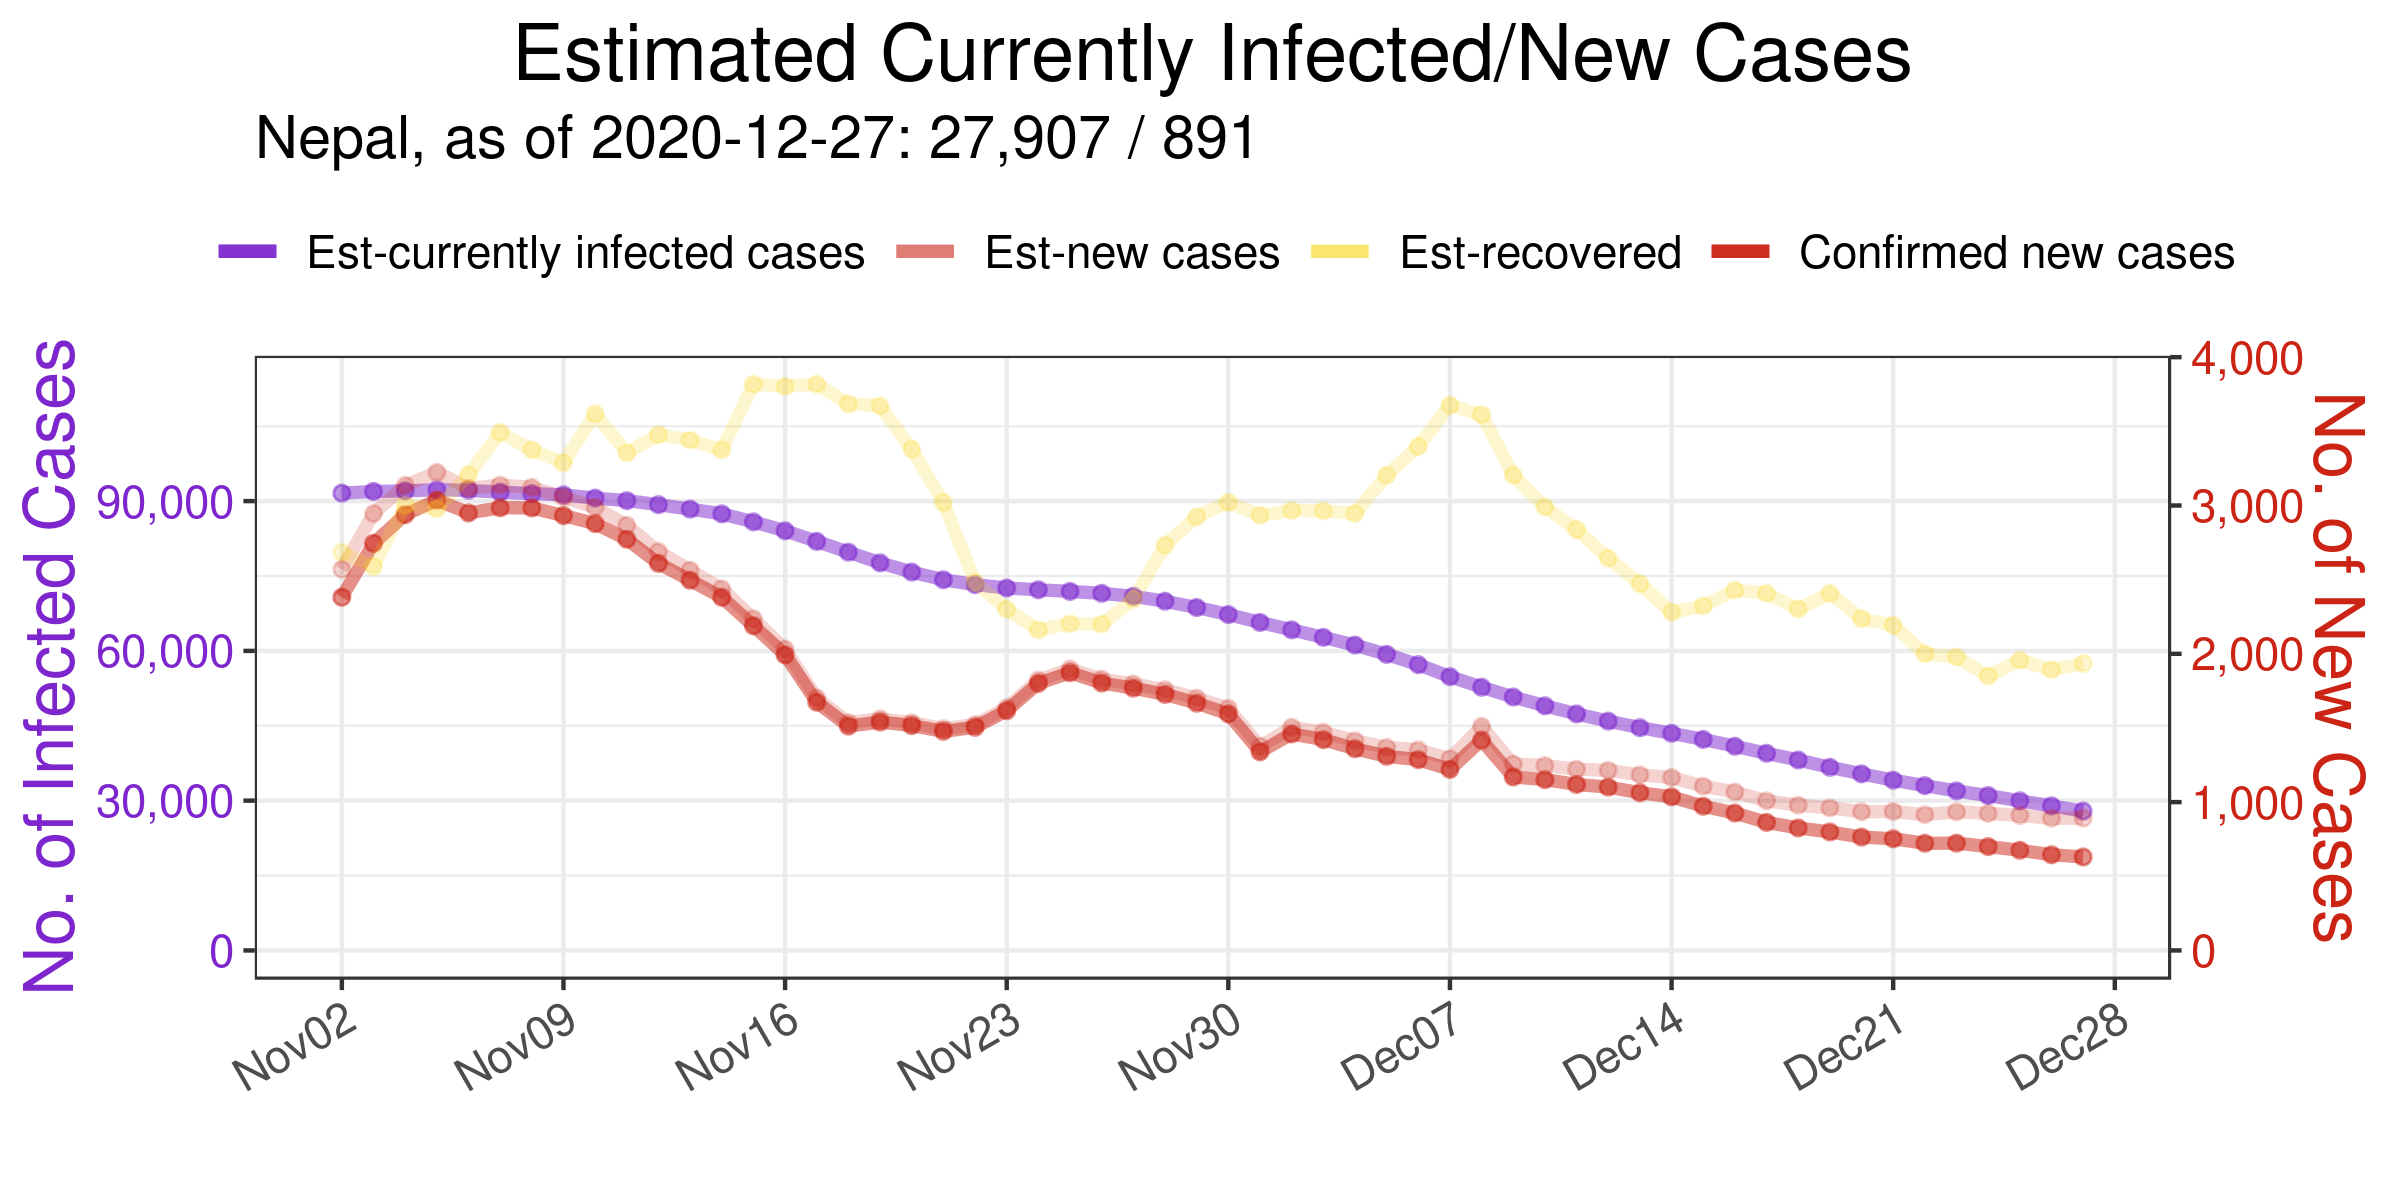 Estimated Currently Infected/New Cases
Nepal, as of 2020-12-27: 27,907 / 891
Est-currently infected cases Est-new cases Est-recovered Confirmed new cases
No. of Infected Cases
90,000
60,000
30,000
0
4,000
3,000
2,000
1,000
0
No. of New Cases
Nov02 Nov09 Nov16 Nov23 Nov30 Dec07 Dec14 Dec21 Dec28